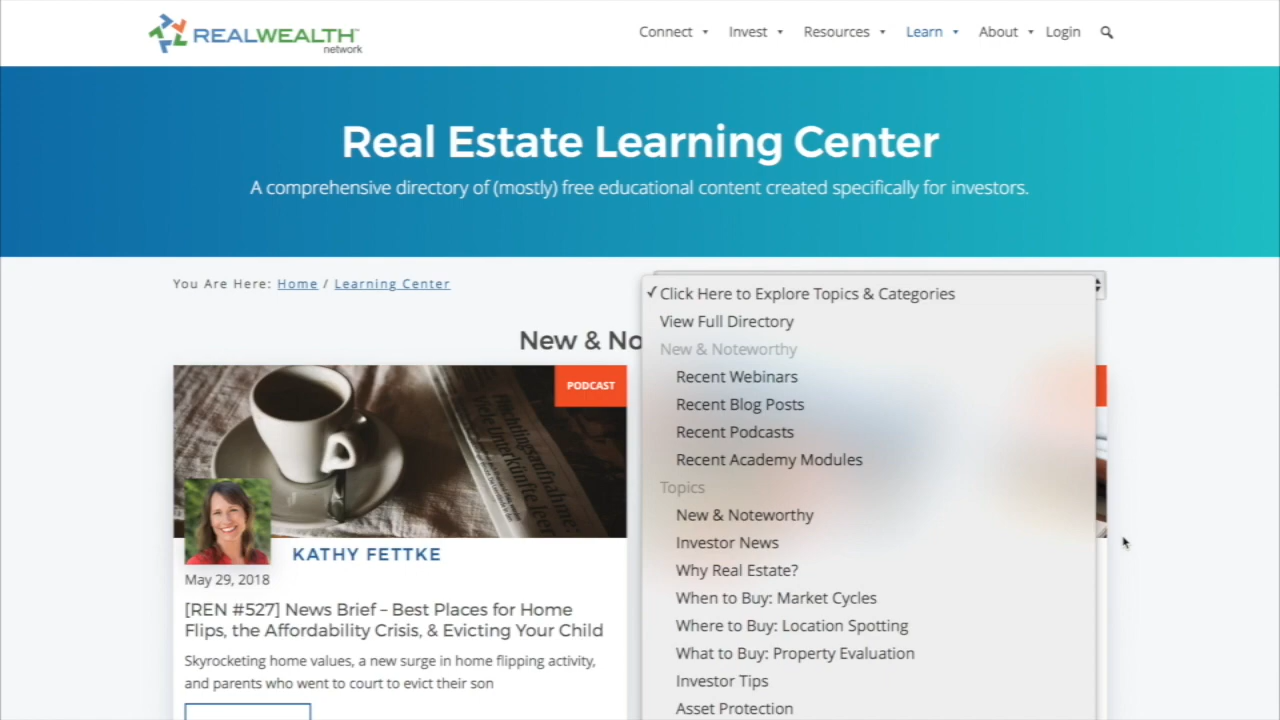 REALWEALTH™
network
Connect ▾ Invest ▾ Resources ▾ Learn ▾ About ▾ Login
Real Estate Learning Center
A comprehensive directory of (mostly) free educational content created specifically for investors.
You Are Here: Home / Learning Center
New & No
PODCAST
flüchtlingsaufnahme:
Viele Unterkünfte leer
KATHY FETTKE
May 29, 2018
[REN #527] News Brief – Best Places for Home
Flips, the Affordability Crisis, & Evicting Your Child
Skyrocketing home values, a new surge in home flipping activity,
and parents who went to court to evict their son
✓Click Here to Explore Topics & Categories
View Full Directory
New & Noteworthy
Recent Webinars
Recent Blog Posts
Recent Podcasts
Recent Academy Modules
Topics
New & Noteworthy
Investor News
Why Real Estate?
When to Buy: Market Cycles
Where to Buy: Location Spotting
What to Buy: Property Evaluation
Investor Tips
Asset Protection